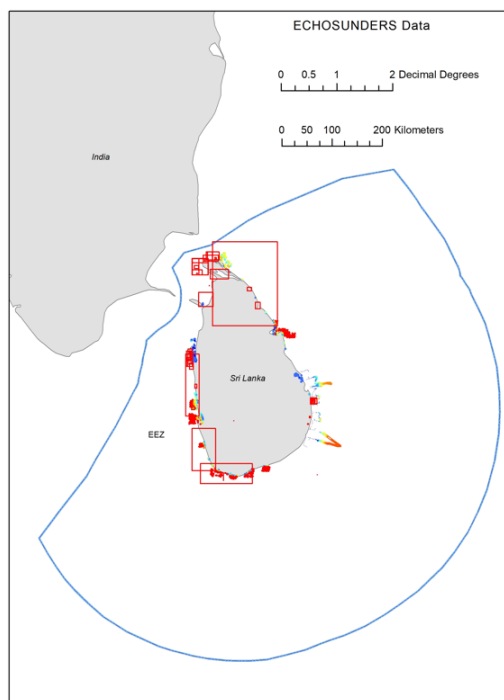 ECHOSUNDERS Data
0 0.5 1 2 Decimal Degrees
0 50 100 200 Kilometers
India
Sri Lanka
EEZ